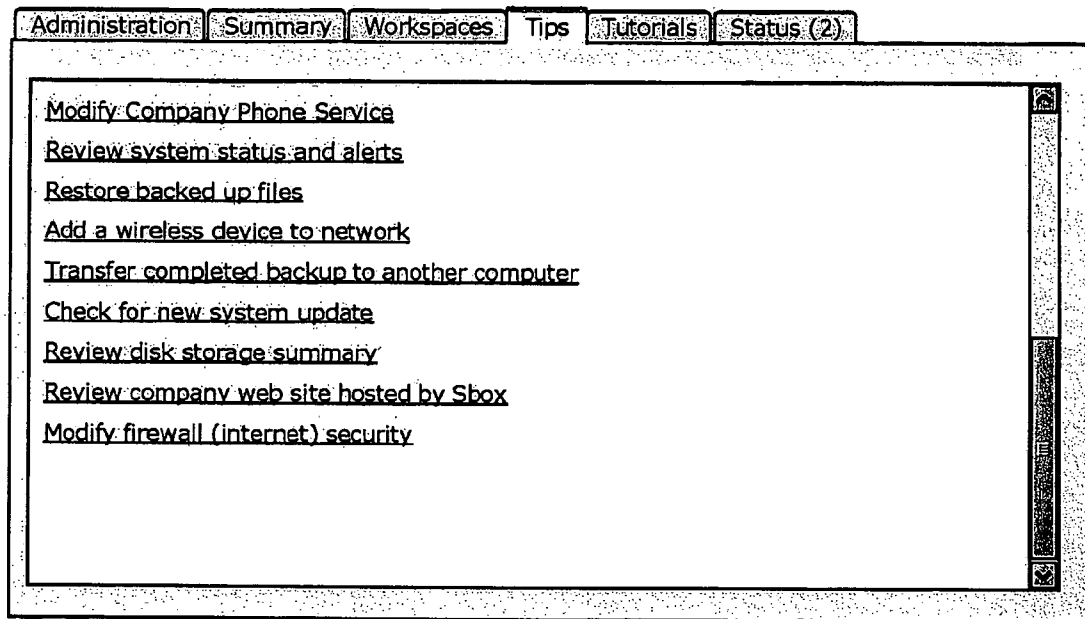 Administration Summary Workspaces Tips Tutorials Status (2)
Modify Company Phone Service
Review system status and alerts
Restore backed up files
Add a wireless device to network
Transfer completed backup to another computer
Check for new system update
Review disk storage summary
Review company web site hosted by Sbox
Modify firewall (internet) security